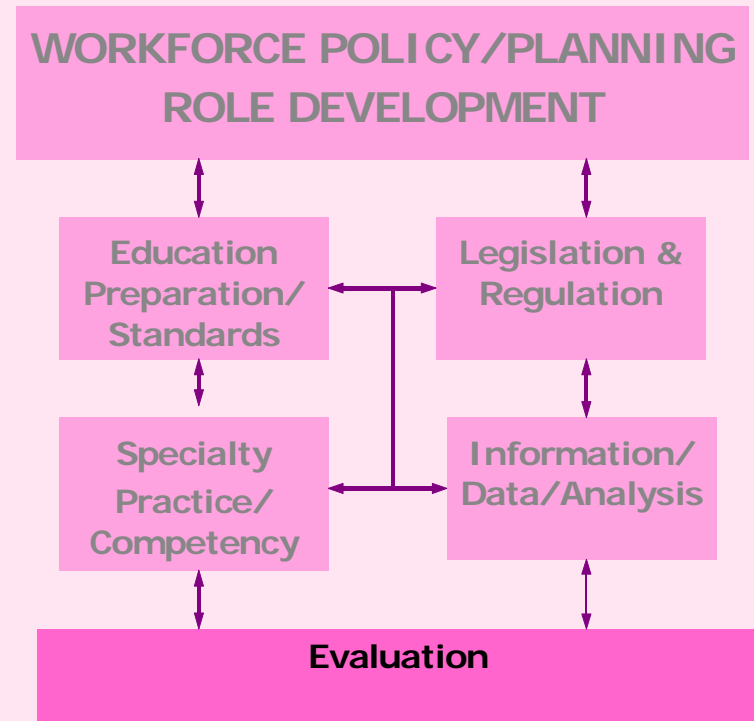 WORKFORCE POLICY/PLANNING
ROLE DEVELOPMENT
Education
Preparation/
Standards
Legislation &
Regulation
Specialty
Practice/
Competency
Information/
Data/Analysis
Evaluation